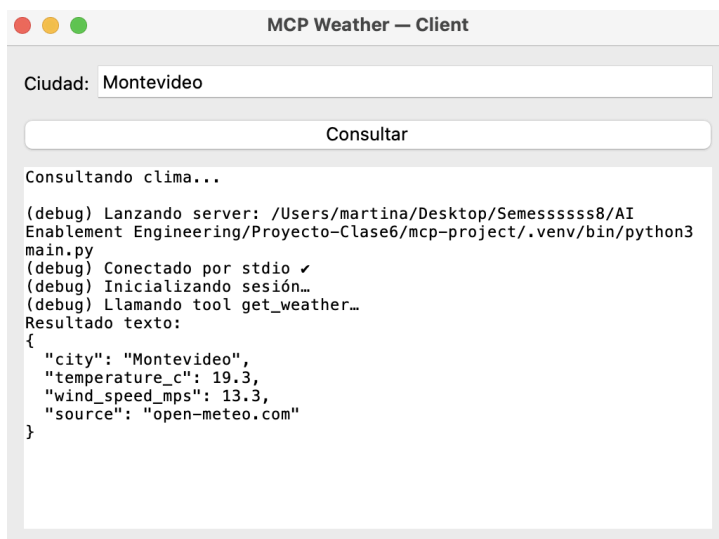 MCP Weather — Client
Ciudad: Montevideo
Consultar
Consultando clima...
(debug) Lanzando server: /Users/martina/Desktop/Semessssss8/AI
Enablement Engineering/Proyecto-Clase6/mcp-project/.venv/bin/python3
main.py
(debug) Conectado por stdio ✔
(debug) Inicializando sesión…
(debug) Llamando tool get_weather…
Resultado texto:
{
  "city": "Montevideo",
  "temperature_c": 19.3,
  "wind_speed_mps": 13.3,
  "source": "open-meteo.com"
}